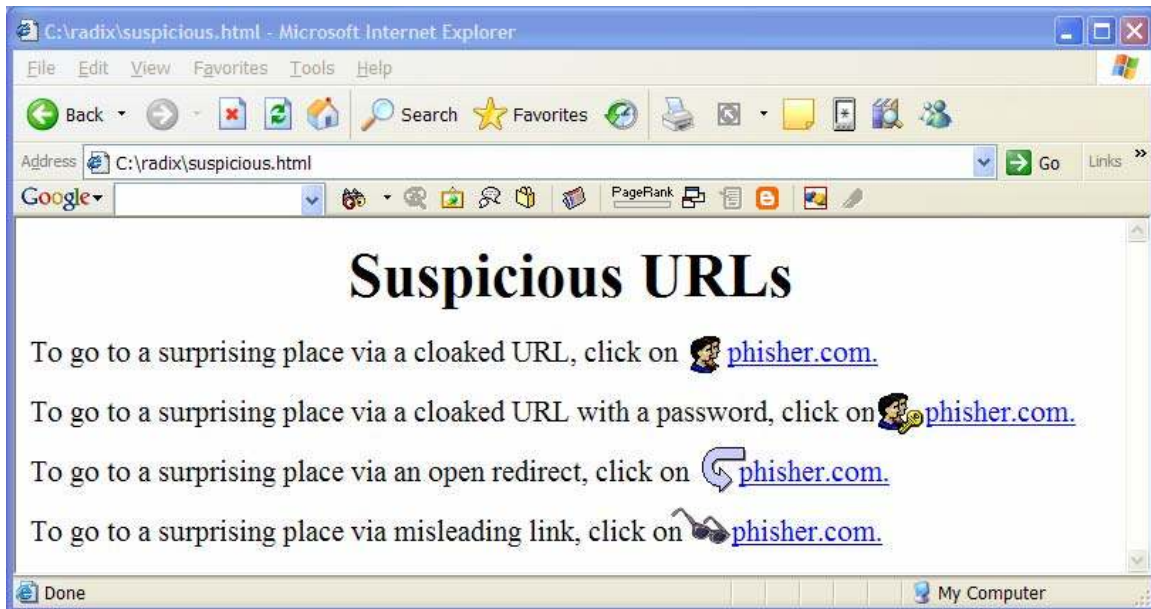 C:\radix\suspicious.html - Microsoft Internet Explorer
File Edit View Favorites Tools Help
Back Search Favorites
Address C:\radix\suspicious.html Go Links »
Google PageRank
Suspicious URLs
To go to a surprising place via a cloaked URL, click on phisher.com.
To go to a surprising place via a cloaked URL with a password, click on phisher.com.
To go to a surprising place via an open redirect, click on phisher.com.
To go to a surprising place via misleading link, click on phisher.com.
Done My Computer